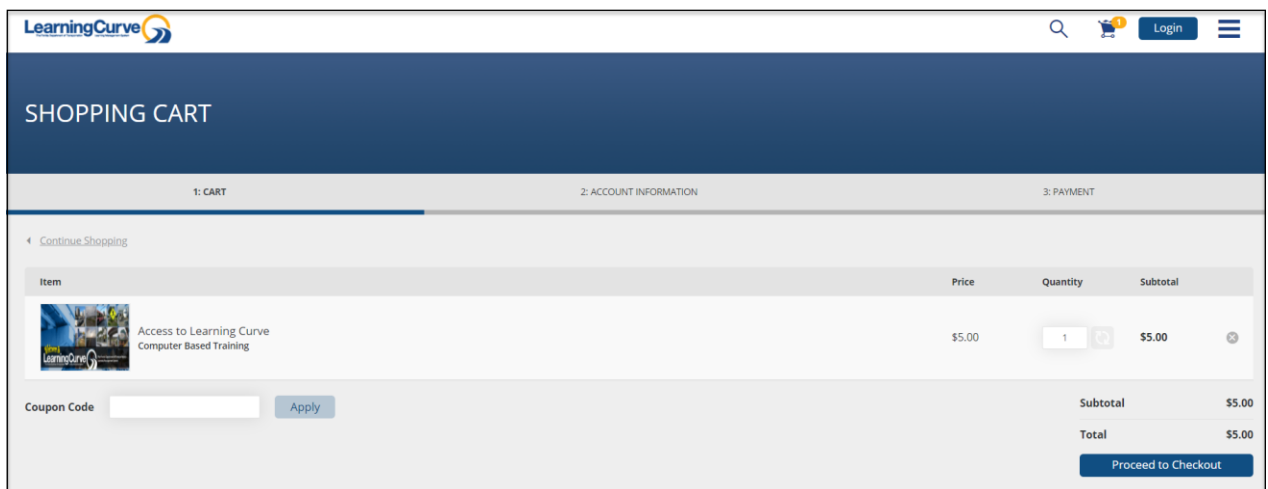 LearningCurve
1
Login
SHOPPING CART
1: CART
2: ACCOUNT INFORMATION
3: PAYMENT
Continue Shopping
Item Price Quantity Subtotal
Access to Learning Curve
Computer Based Training
$5.00 1 $5.00
LearningCurve
Coupon Code Apply
Subtotal $5.00
Total $5.00
Proceed to Checkout